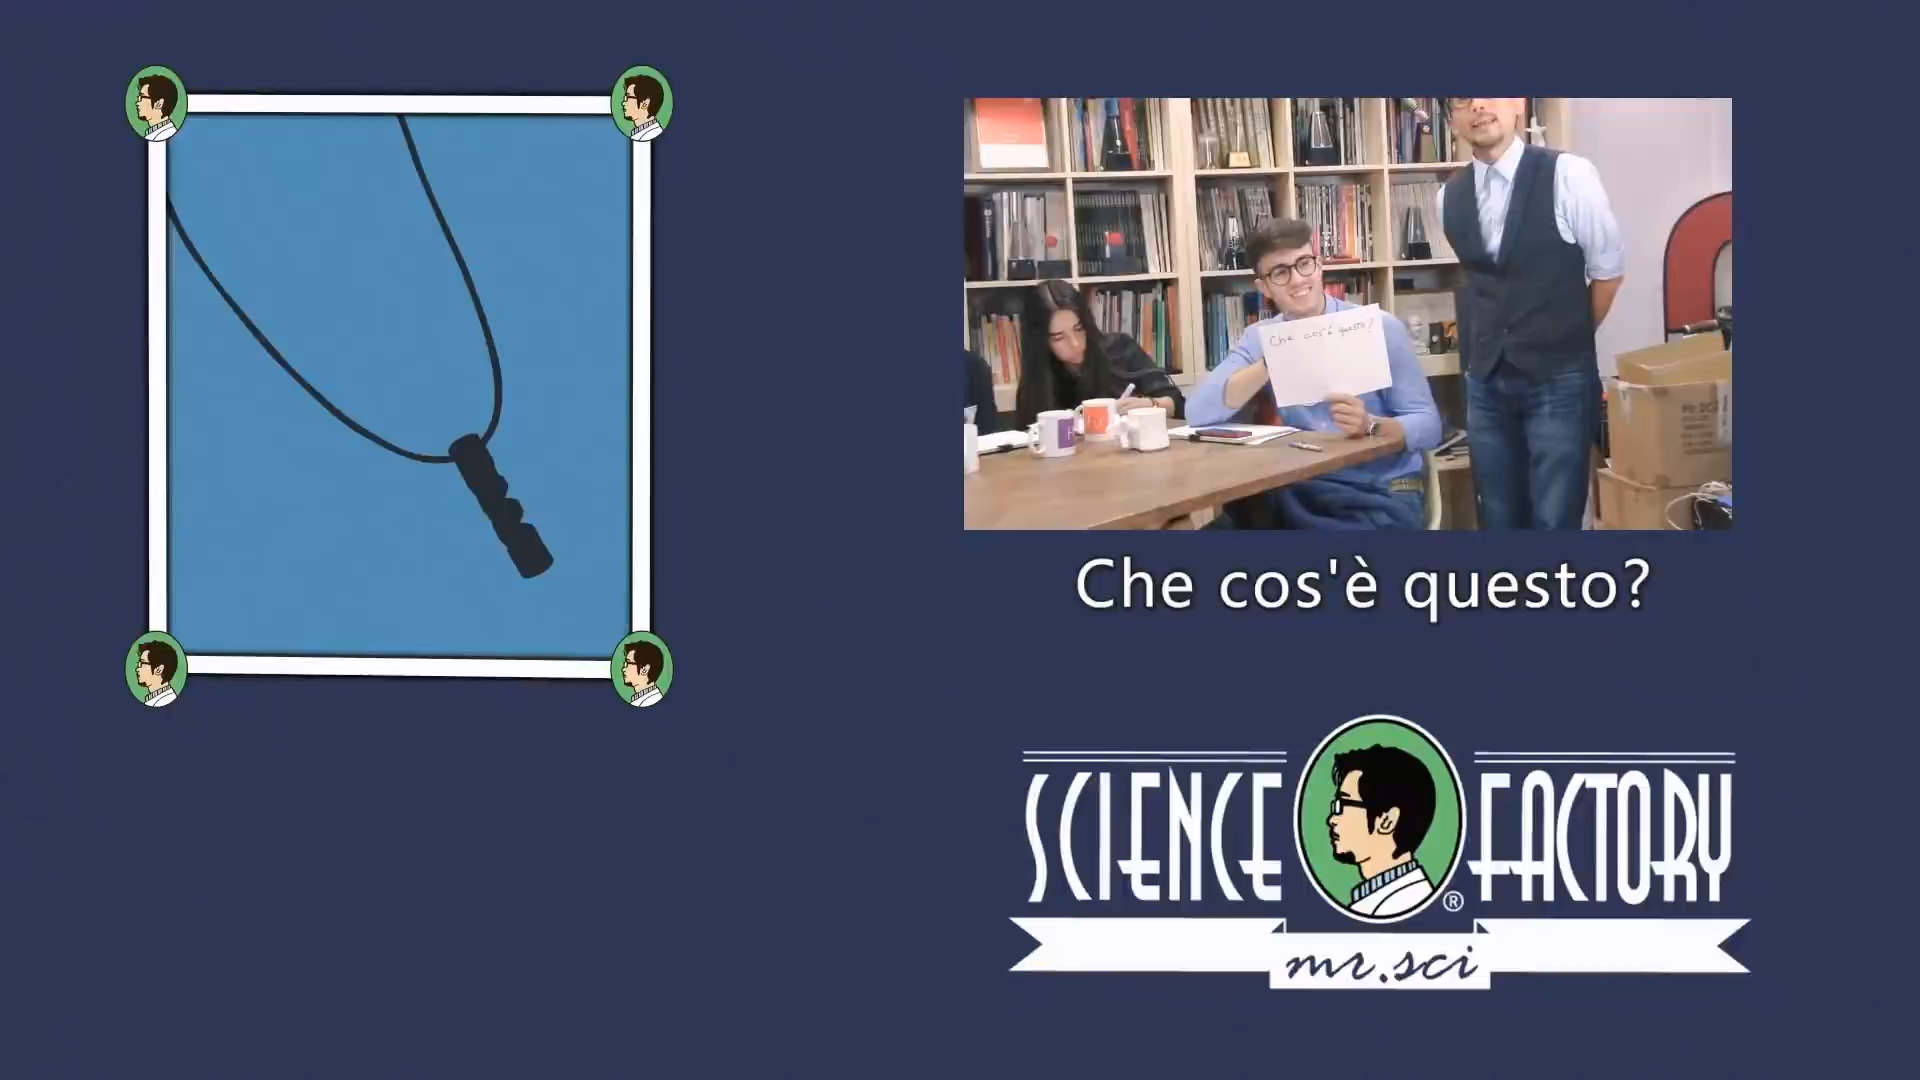 Che cos'è questo?
Che cos'è questo?
SCIENCE FACTORY
®
mr.sci